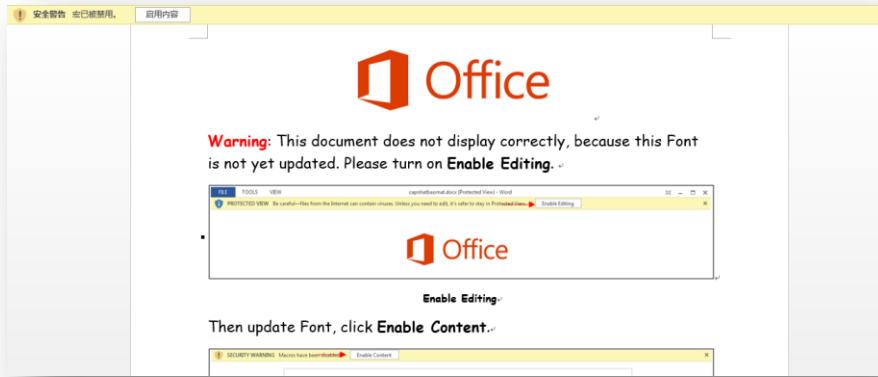 安全警告 宏已被禁用。 启用内容
Office
Warning: This document does not display correctly, because this Font
is not yet updated. Please turn on Enable Editing.
FILE TOOLS VIEW capnhatbaomat.docx (Protected View) - Word
PROTECTED VIEW Be careful—files from the Internet can contain viruses. Unless you need to edit, it's safer to stay in Protected View. Enable Editing
Office
Enable Editing
Then update Font, click Enable Content.
SECURITY WARNING Macros have been disabled. Enable Content